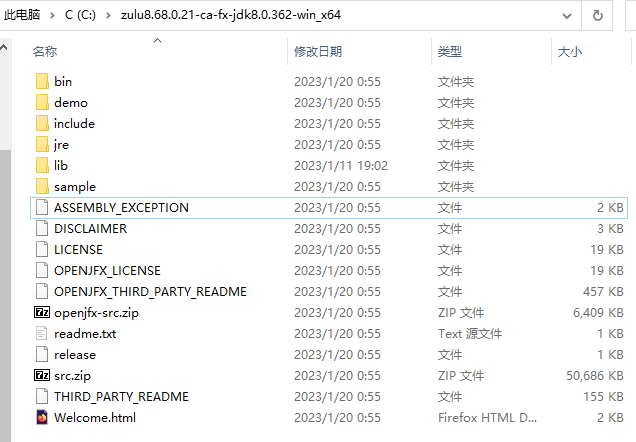 此电脑 > C (C:) > zulu8.68.0.21-ca-fx-jdk8.0.362-win_x64
名称 修改日期 类型 大小
bin 2023/1/20 0:55 文件夹
demo 2023/1/20 0:55 文件夹
include 2023/1/20 0:55 文件夹
jre 2023/1/20 0:55 文件夹
lib 2023/1/11 19:02 文件夹
sample 2023/1/20 0:55 文件夹
ASSEMBLY_EXCEPTION 2023/1/20 0:55 文件 2 KB
DISCLAIMER 2023/1/20 0:55 文件 3 KB
LICENSE 2023/1/20 0:55 文件 19 KB
OPENJFX_LICENSE 2023/1/20 0:55 文件 19 KB
OPENJFX_THIRD_PARTY_README 2023/1/20 0:55 文件 457 KB
openjfx-src.zip 2023/1/20 0:55 ZIP 文件 6,409 KB
readme.txt 2023/1/20 0:55 Text 源文件 1 KB
release 2023/1/20 0:55 文件 1 KB
src.zip 2023/1/20 0:55 ZIP 文件 50,686 KB
THIRD_PARTY_README 2023/1/20 0:55 文件 155 KB
Welcome.html 2023/1/20 0:55 Firefox HTML D... 2 KB